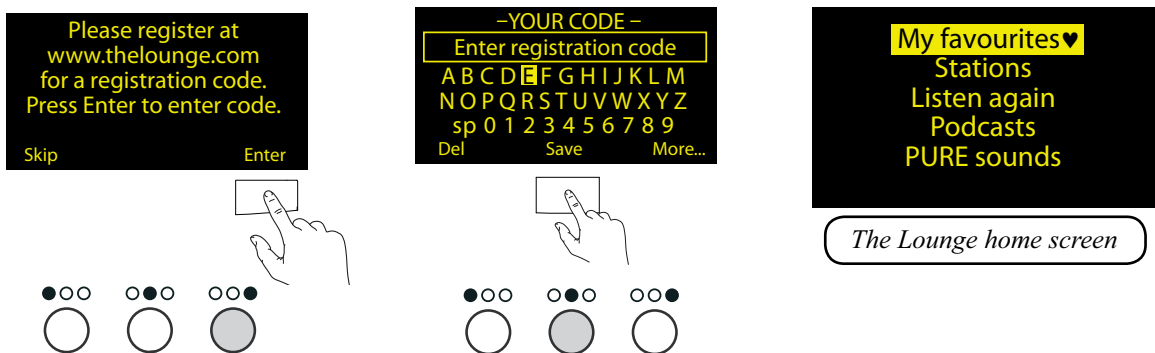 Please register at
www.thelounge.com
for a registration code.
Press Enter to enter code.
Skip Enter
–YOUR CODE –
Enter registration code
A B C D E F G H I J K L M
N O P Q R S T U V W X Y Z
sp 0 1 2 3 4 5 6 7 8 9
Del Save More...
My favourites♥
Stations
Listen again
Podcasts
PURE sounds
The Lounge home screen